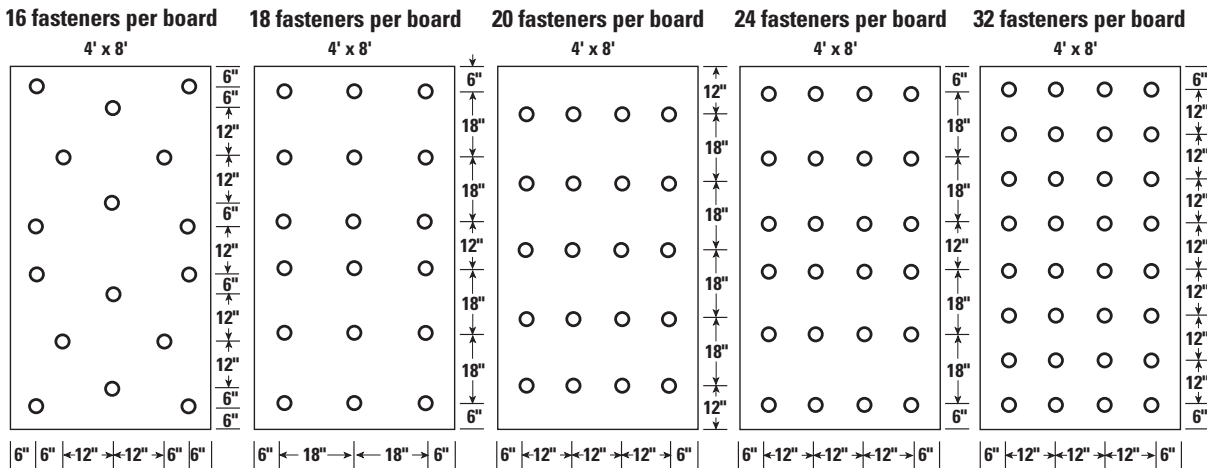 16 fasteners per board
4' x 8'
6"
6"
12"
12"
6"
12"
6"
12"
12"
6"
6"
6" 6" 12" 12" 6" 6"
18 fasteners per board
4' x 8'
6"
18"
18"
12"
18"
18"
6"
6" 18" 18" 6"
20 fasteners per board
4' x 8'
12"
18"
18"
18"
18"
12"
6" 12" 12" 12" 6"
24 fasteners per board
4' x 8'
6"
18"
18"
12"
18"
18"
6"
6" 12" 12" 12" 6"
32 fasteners per board
4' x 8'
6"
12"
12"
12"
12"
12"
12"
12"
6"
6" 12" 12" 12" 6"